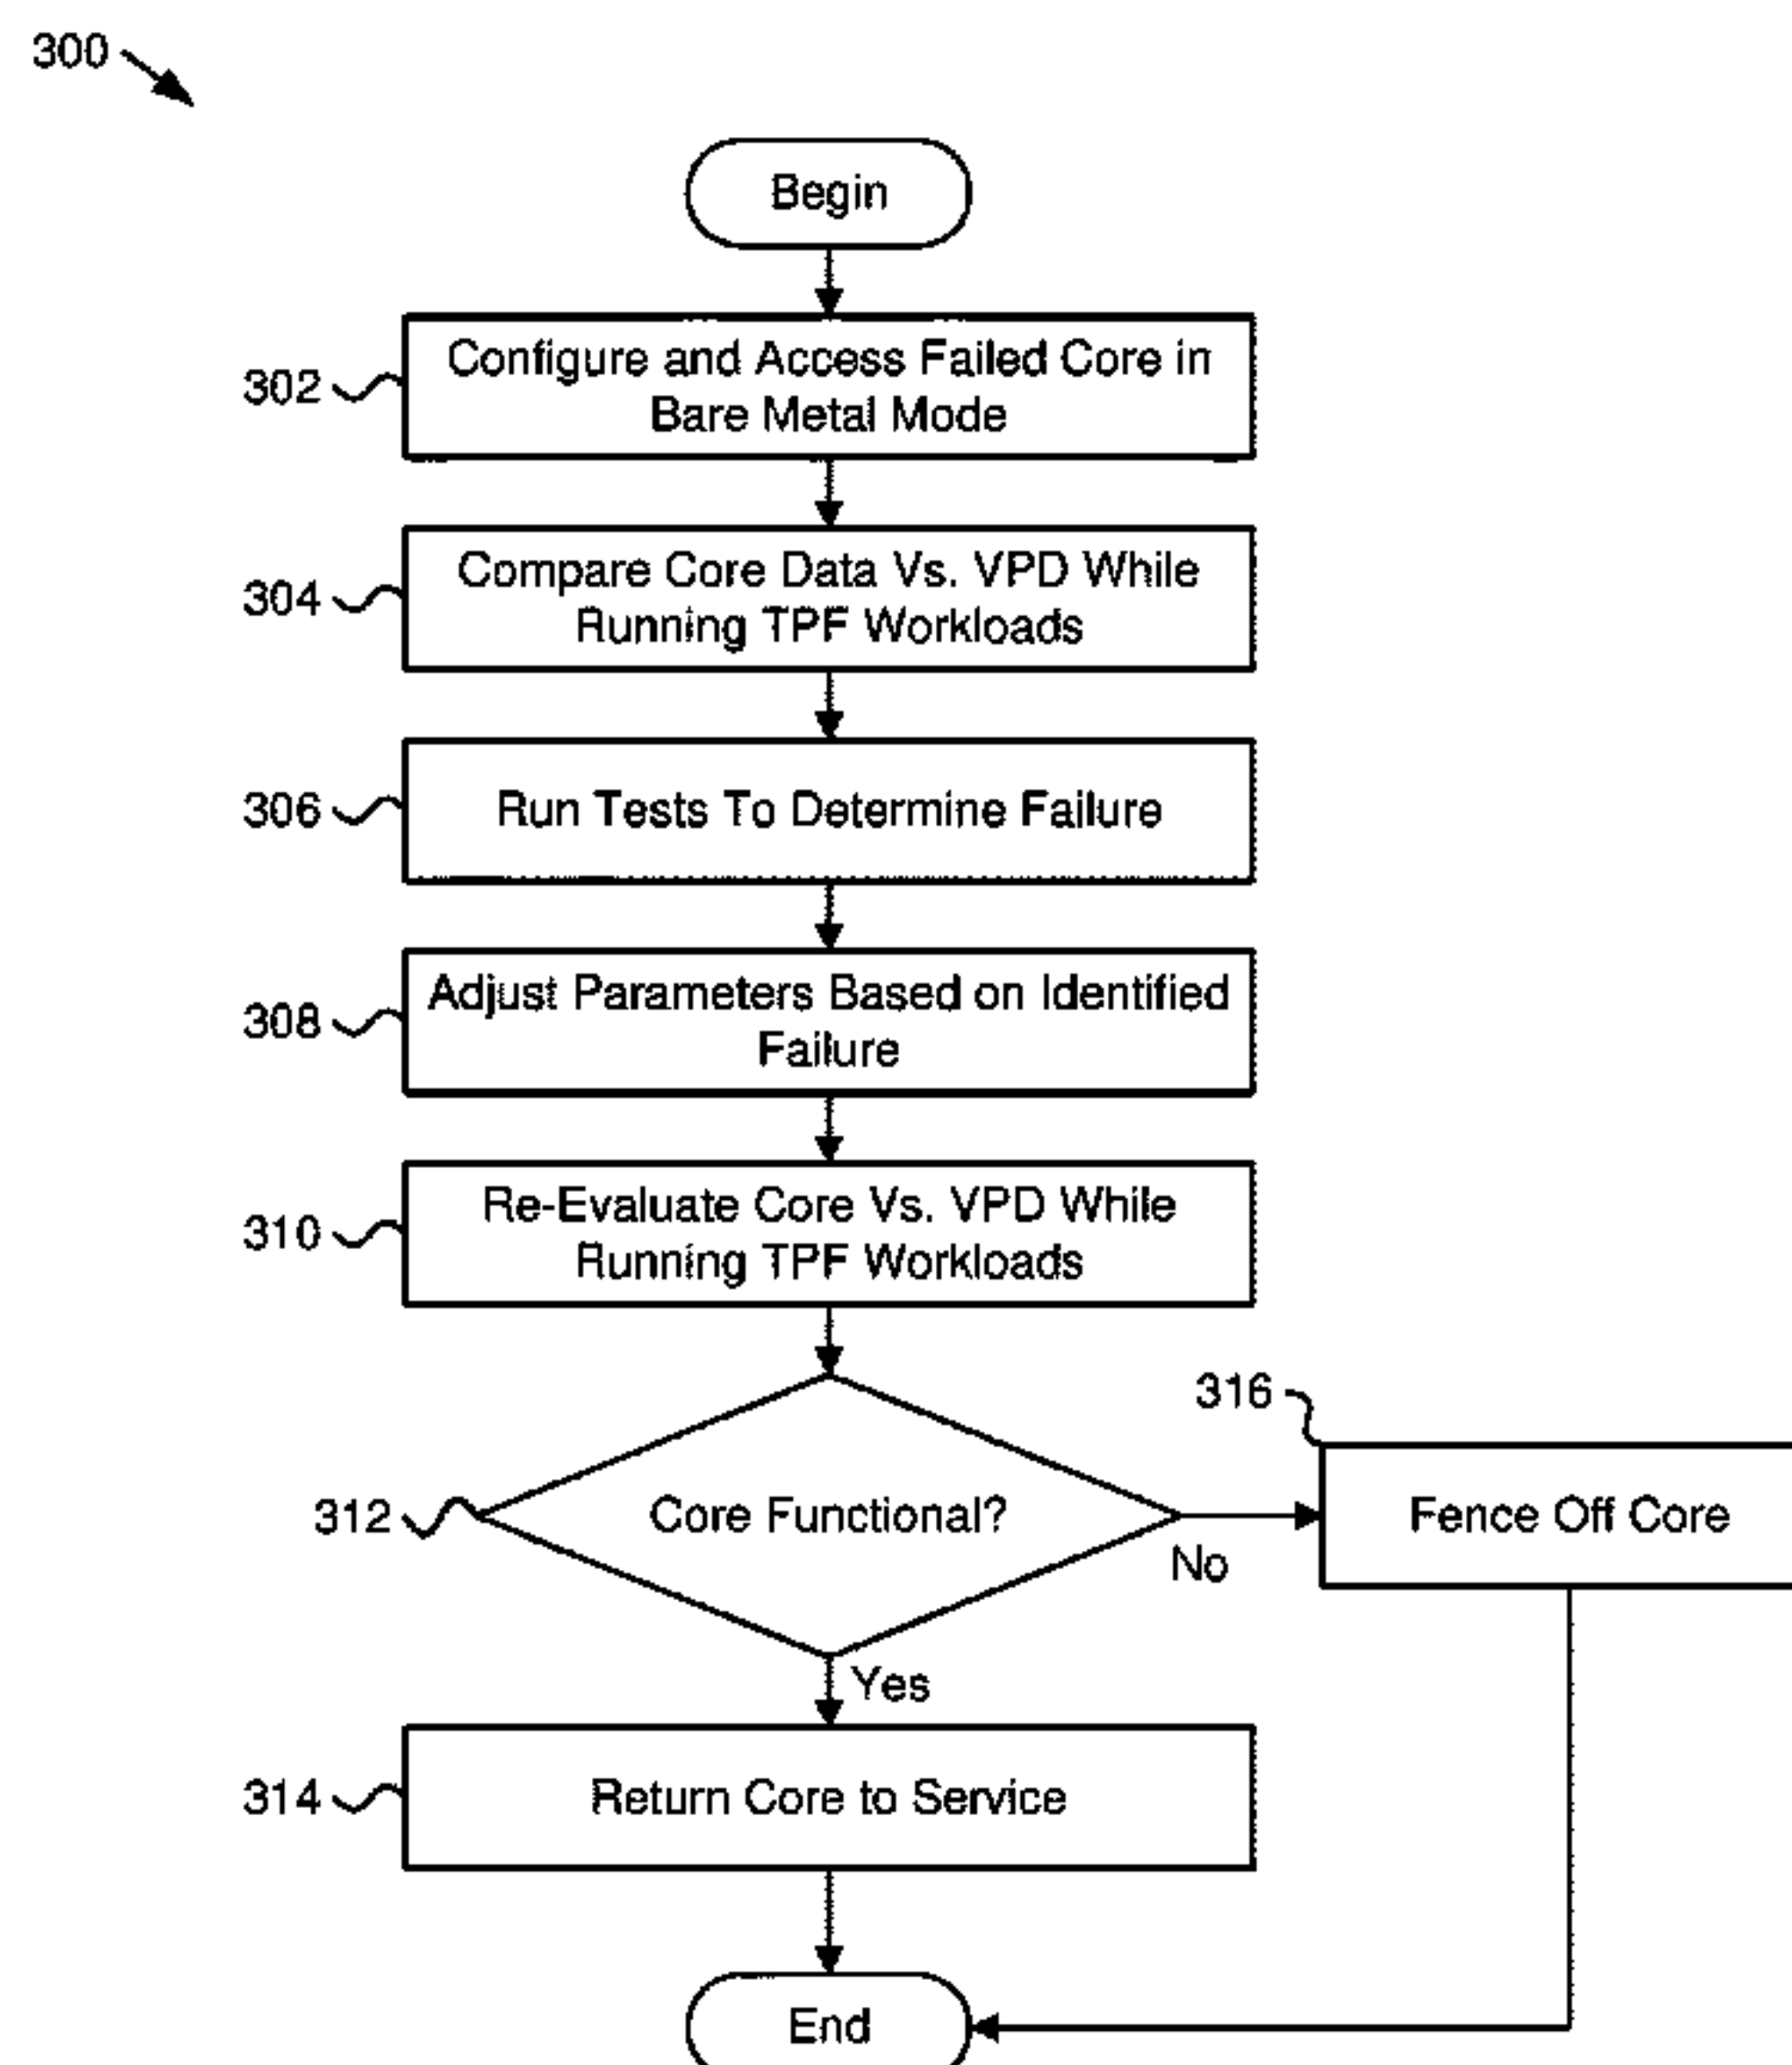 300
Begin
302
Configure and Access Failed Core in
Bare Metal Mode
304
Compare Core Data Vs. VPD While
Running TPF Workloads
306
Run Tests To Determine Failure
308
Adjust Parameters Based on Identified
Failure
310
Re-Evaluate Core Vs. VPD While
Running TPF Workloads
316
312
Core Functional?
Fence Off Core
No
Yes
314
Return Core to Service
End